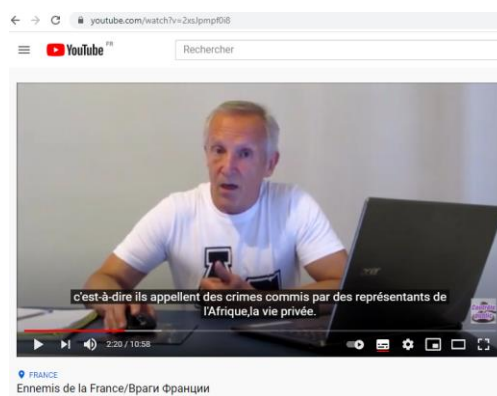 youtube.com/watch?v=2xsJpmpf0i8
YouTube FR
Rechercher
c'est-à-dire ils appellent des crimes commis par des représentants de
l'Afrique,la vie privée.
2:20 / 10:58
FRANCE
Ennemis de la France/Враги Франции